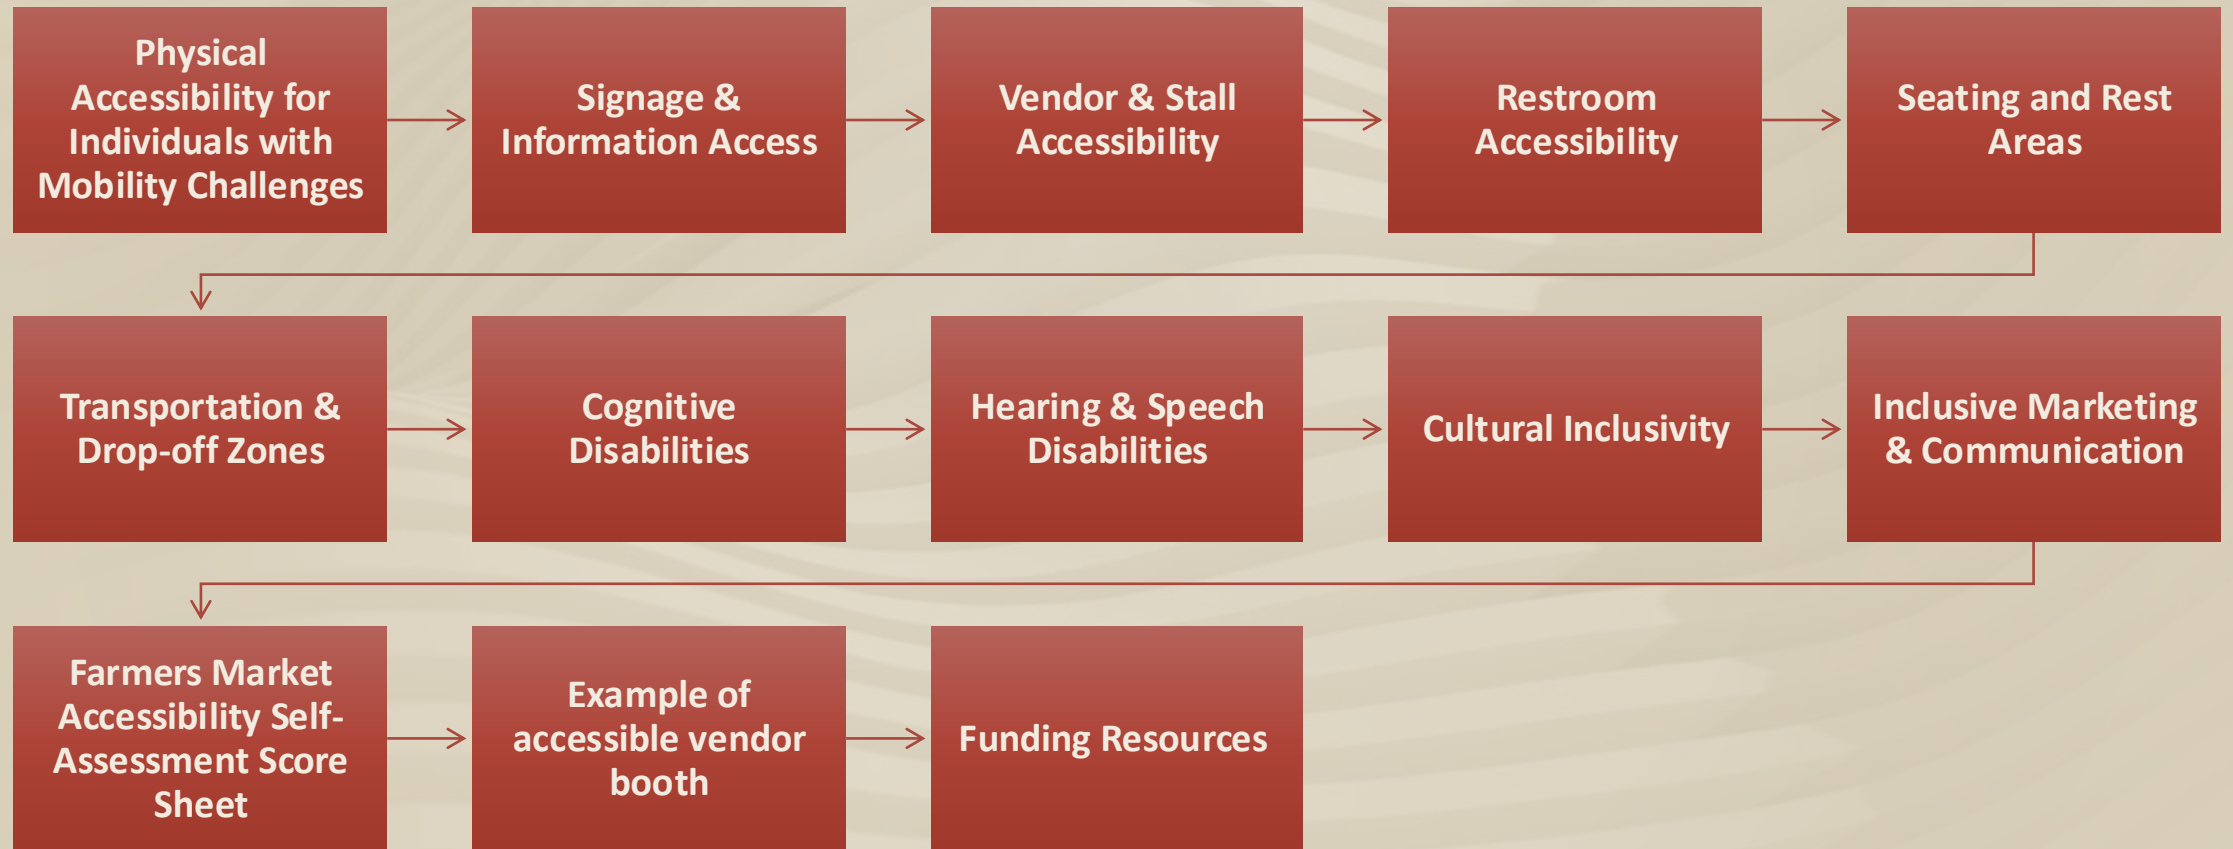 Physical
Accessibility for
Individuals with
Mobility Challenges
Signage &
Information Access
Vendor & Stall
Accessibility
Restroom
Accessibility
Seating and Rest
Areas
Transportation &
Drop-off Zones
Cognitive
Disabilities
Hearing & Speech
Disabilities
Cultural Inclusivity
Inclusive Marketing
& Communication
Farmers Market
Accessibility Self-
Assessment Score
Sheet
Example of
accessible vendor
booth
Funding Resources